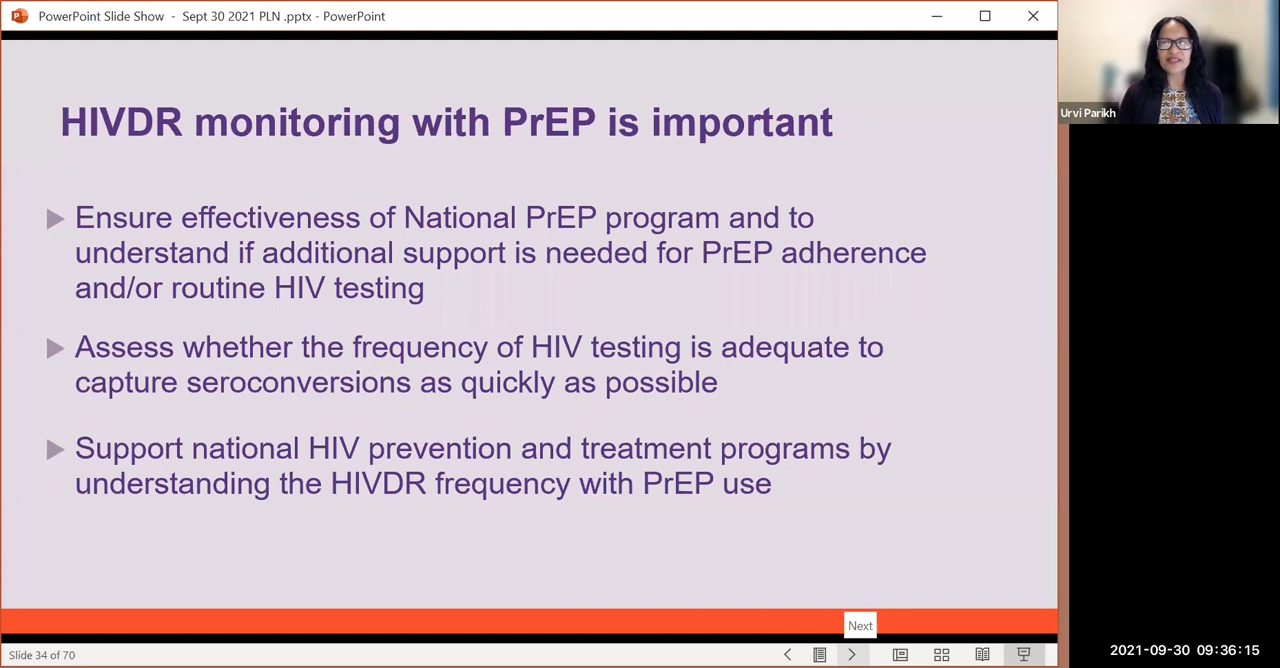 PowerPoint Slide Show - Sept 30 2021 PLN .pptx - PowerPoint
Urvi Parikh
HIVDR monitoring with PrEP is important
Ensure effectiveness of National PrEP program and to
understand if additional support is needed for PrEP adherence
and/or routine HIV testing
Assess whether the frequency of HIV testing is adequate to
capture seroconversions as quickly as possible
Support national HIV prevention and treatment programs by
understanding the HIVDR frequency with PrEP use
Next
Slide 34 of 70
2021-09-30 09:36:15